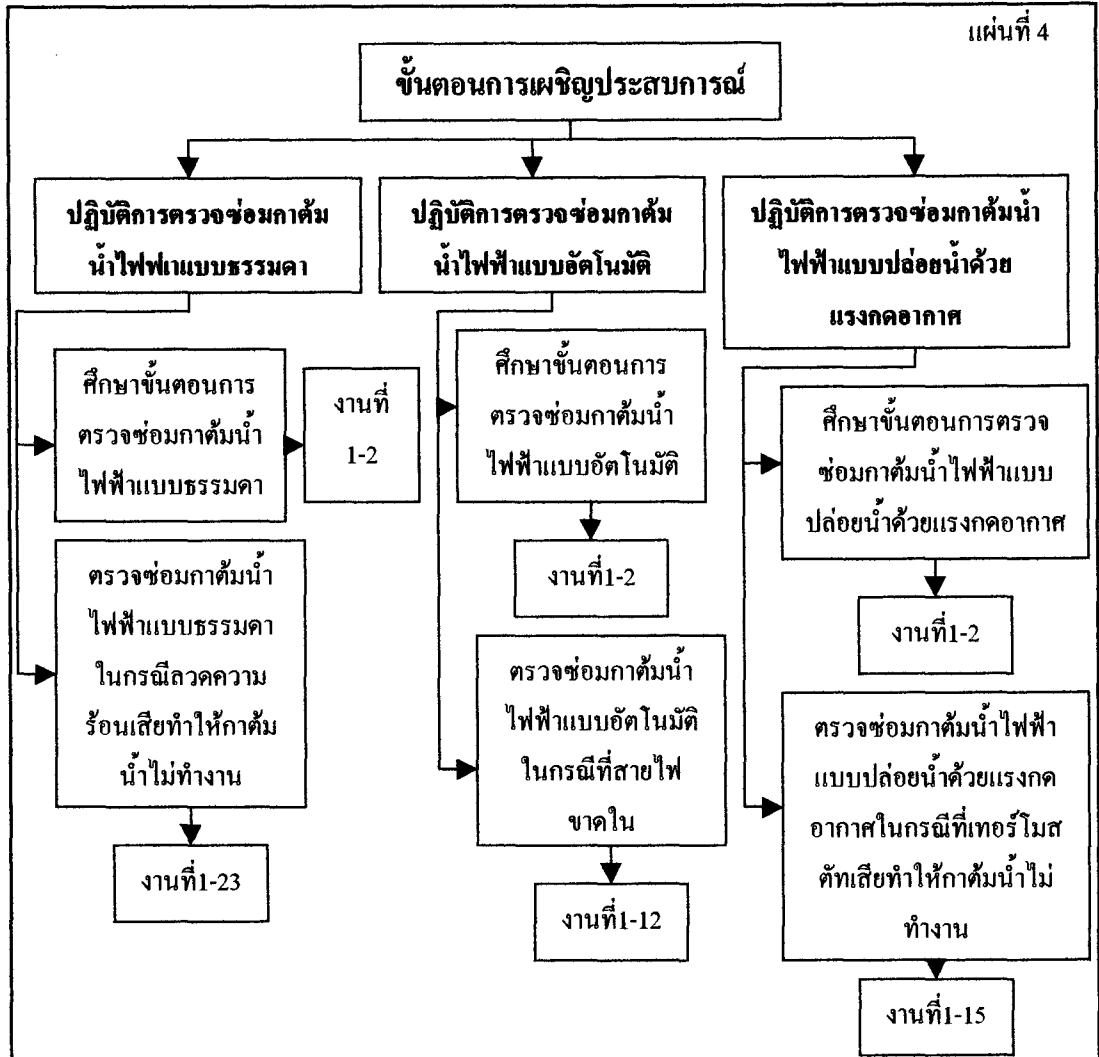 แผ่นที่ 4
ขั้นตอนการเผชิญประสบการณ์
ปฏิบัติการตรวจซ่อมกาต้ม
น้ำไฟฟเาแบบธรรมดา
ปฏิบัติการตรวจซ่อมกาต้ม
น้ำไฟฟ้าแบบอัตโนมัติ
ปฏิบัติการตรวจซ่อมกาต้มน้ำ
ไฟฟ้าแบบปล่อยน้ำด้วย
แรงกดอากาศ
ศึกษาขั้นตอนการ
ตรวจซ่อมกาต้มน้ำ
ไฟฟ้าแบบธรรมดา
งานที่
1-2
ตรวจซ่อมกาต้มน้ำ
ไฟฟ้าแบบธรรมดา
ในกรณีลวดความ
ร้อนเสียทำให้กาต้ม
น้ำไม่ทำงาน
งานที่1-23
ศึกษาขั้นตอนการ
ตรวจซ่อมกาต้มน้ำ
ไฟฟ้าแบบอัตโนมัติ
งานที่1-2
ตรวจซ่อมกาต้มน้ำ
ไฟฟ้าแบบอัตโนมัติ
ในกรณีที่สายไฟ
ขาดใน
งานที่1-12
ศึกษาขั้นตอนการตรวจ
ซ่อมกาต้มน้ำไฟฟ้าแบบ
ปล่อยน้ำด้วยแรงกดอากาศ
งานที่1-2
ตรวจซ่อมกาต้มน้ำไฟฟ้า
แบบปล่อยน้ำด้วยแรงกด
อากาศในกรณีที่เทอร์โมส
ตัทเสียทำให้กาต้มน้ำไม่
ทำงาน
งานที่1-15